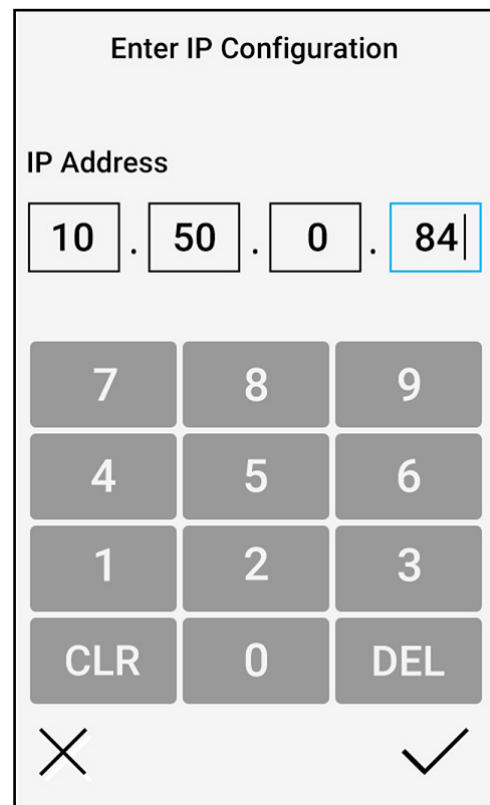 Enter IP Configuration
IP Address
10 . 50 . 0 . 84
7 8 9
4 5 6
1 2 3
CLR 0 DEL